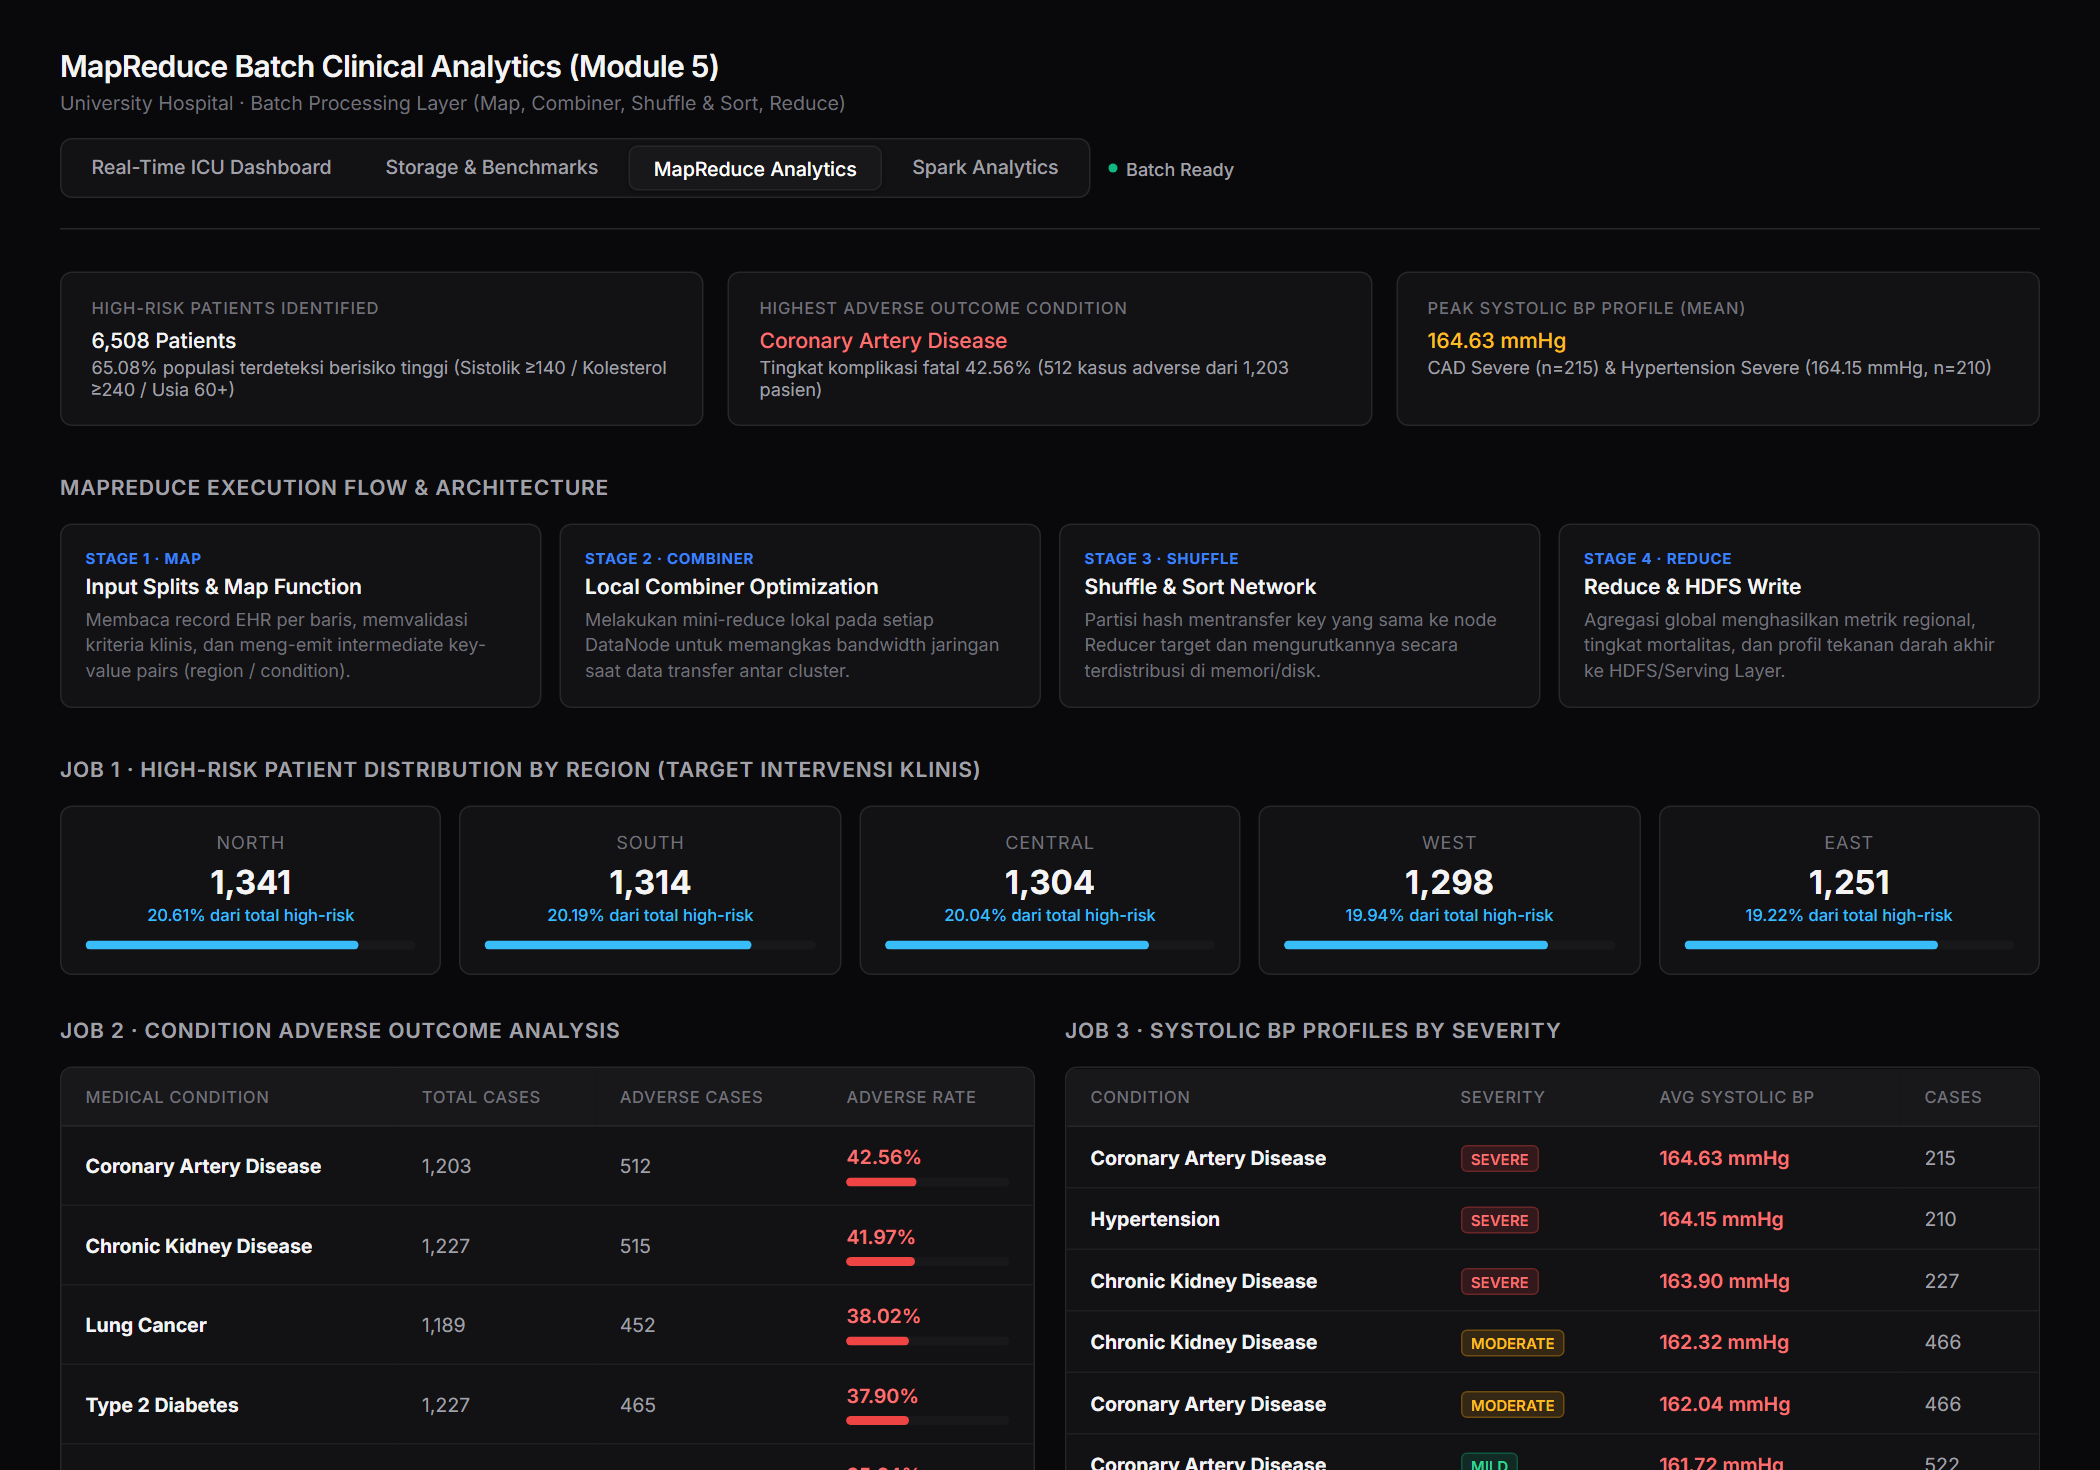 MapReduce Batch Clinical Analytics (Module 5)
University Hospital · Batch Processing Layer (Map, Combiner, Shuffle & Sort, Reduce)
Real-Time ICU Dashboard
Storage & Benchmarks
MapReduce Analytics
Spark Analytics
Batch Ready
HIGH-RISK PATIENTS IDENTIFIED
6,508 Patients
65.08% populasi terdeteksi berisiko tinggi (Sistolik ≥140 / Kolesterol
≥240 / Usia 60+)
HIGHEST ADVERSE OUTCOME CONDITION
Coronary Artery Disease
Tingkat komplikasi fatal 42.56% (512 kasus adverse dari 1,203
pasien)
PEAK SYSTOLIC BP PROFILE (MEAN)
164.63 mmHg
CAD Severe (n=215) & Hypertension Severe (164.15 mmHg, n=210)
MAPREDUCE EXECUTION FLOW & ARCHITECTURE
STAGE 1 · MAP
Input Splits & Map Function
Membaca record EHR per baris, memvalidasi
kriteria klinis, dan meng-emit intermediate key-
value pairs (region / condition).
STAGE 2 · COMBINER
Local Combiner Optimization
Melakukan mini-reduce lokal pada setiap
DataNode untuk memangkas bandwidth jaringan
saat data transfer antar cluster.
STAGE 3 · SHUFFLE
Shuffle & Sort Network
Partisi hash mentransfer key yang sama ke node
Reducer target dan mengurutkannya secara
terdistribusi di memori/disk.
STAGE 4 · REDUCE
Reduce & HDFS Write
Agregasi global menghasilkan metrik regional,
tingkat mortalitas, dan profil tekanan darah akhir
ke HDFS/Serving Layer.
JOB 1 · HIGH-RISK PATIENT DISTRIBUTION BY REGION (TARGET INTERVENSI KLINIS)
NORTH
1,341
20.61% dari total high-risk
SOUTH
1,314
20.19% dari total high-risk
CENTRAL
1,304
20.04% dari total high-risk
WEST
1,298
19.94% dari total high-risk
EAST
1,251
19.22% dari total high-risk
JOB 2 · CONDITION ADVERSE OUTCOME ANALYSIS
MEDICAL CONDITION TOTAL CASES ADVERSE CASES ADVERSE RATE
Coronary Artery Disease 1,203 512 42.56%
Chronic Kidney Disease 1,227 515 41.97%
Lung Cancer 1,189 452 38.02%
Type 2 Diabetes 1,227 465 37.90%
JOB 3 · SYSTOLIC BP PROFILES BY SEVERITY
CONDITION SEVERITY AVG SYSTOLIC BP CASES
Coronary Artery Disease SEVERE 164.63 mmHg 215
Hypertension SEVERE 164.15 mmHg 210
Chronic Kidney Disease SEVERE 163.90 mmHg 227
Chronic Kidney Disease MODERATE 162.32 mmHg 466
Coronary Artery Disease MODERATE 162.04 mmHg 466
Coronary Artery Disease MILD 161.72 mmHg 522